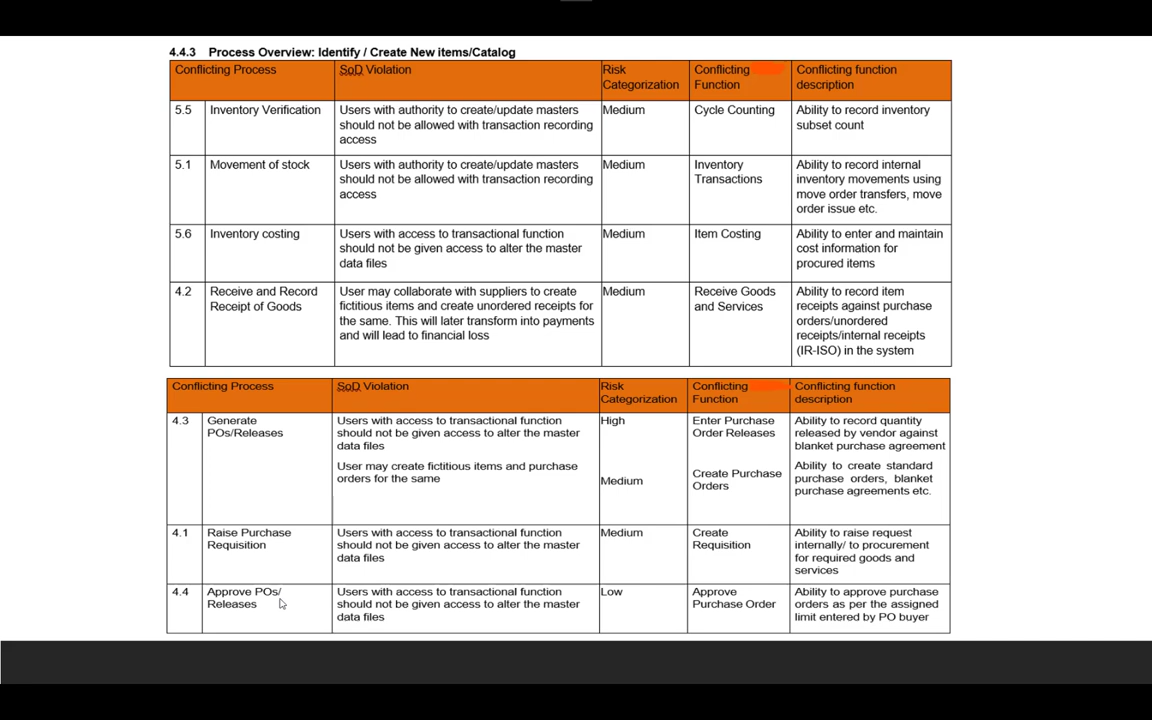 4.4.3 Process Overview: Identify / Create New items/Catalog
Conflicting Process
SoD Violation
Risk
Categorization
Conflicting
Function
Conflicting function
description
5.5
Inventory Verification
Users with authority to create/update masters
should not be allowed with transaction recording
access
Medium
Cycle Counting
Ability to record inventory
subset count
5.1
Movement of stock
Users with authority to create/update masters
should not be allowed with transaction recording
access
Medium
Inventory
Transactions
Ability to record internal
inventory movements using
move order transfers, move
order issue etc.
5.6
Inventory costing
Users with access to transactional function
should not be given access to alter the master
data files
Medium
Item Costing
Ability to enter and maintain
cost information for
procured items
4.2
Receive and Record
Receipt of Goods
User may collaborate with suppliers to create
fictitious items and create unordered receipts for
the same. This will later transform into payments
and will lead to financial loss
Medium
Receive Goods
and Services
Ability to record item
receipts against purchase
orders/unordered
receipts/internal receipts
(IR-ISO) in the system
Conflicting Process
SoD Violation
Risk
Categorization
Conflicting
Function
Conflicting function
description
4.3
Generate
POs/Releases
Users with access to transactional function
should not be given access to alter the master
data files
User may create fictitious items and purchase
orders for the same
High
Medium
Enter Purchase
Order Releases
Create Purchase
Orders
Ability to record quantity
released by vendor against
blanket purchase agreement
Ability to create standard
purchase orders, blanket
purchase agreements etc.
4.1
Raise Purchase
Requisition
Users with access to transactional function
should not be given access to alter the master
data files
Medium
Create
Requisition
Ability to raise request
internally/ to procurement
for required goods and
services
4.4
Approve POs/
Releases
Users with access to transactional function
should not be given access to alter the master
data files
Low
Approve
Purchase Order
Ability to approve purchase
orders as per the assigned
limit entered by PO buyer